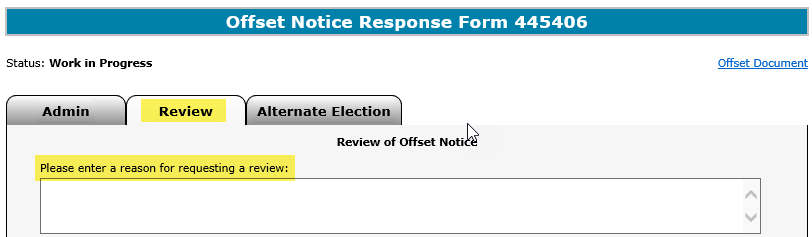 Offset Notice Response Form 445406
Status: Work in Progress
Offset Document
Admin
Review
Alternate Election
Review of Offset Notice
Please enter a reason for requesting a review: